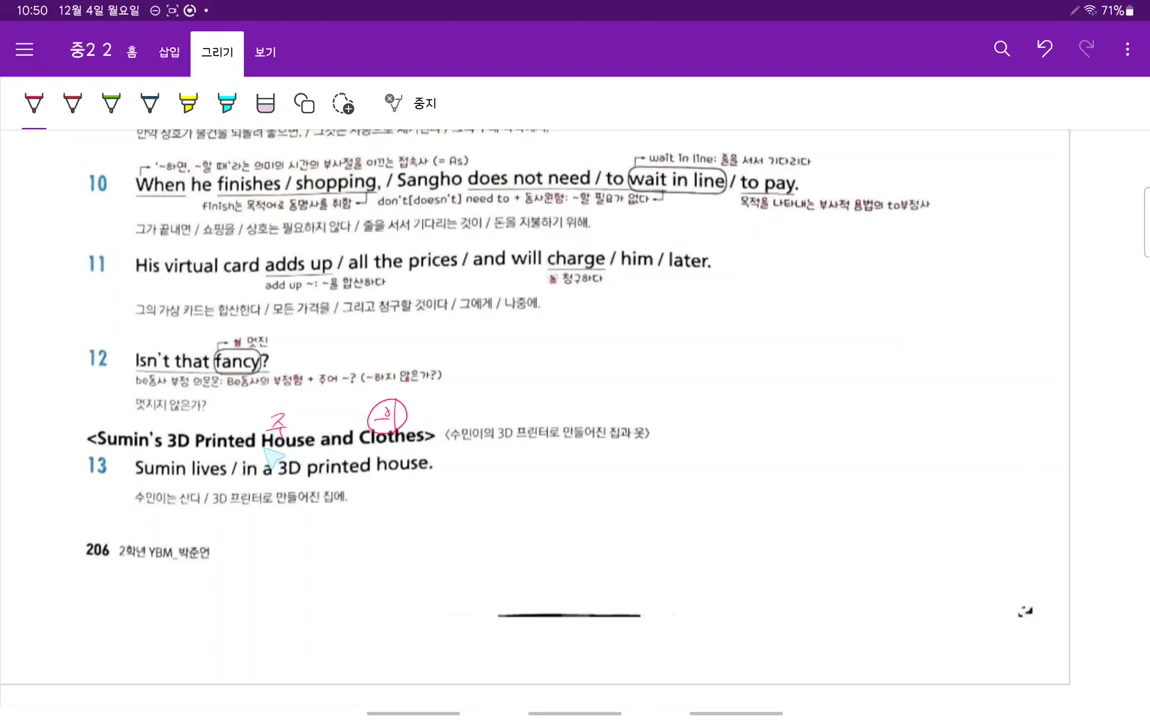 10:50 12월 4일 월요일 71%
중2 2 홈 삽입 그리기 보기
중지
'~하면, ~할 때'라는 의미의 시간의 부사절을 이끄는 접속사 (= As)
wait in line: 줄을 서서 기다리다
10 When he finishes / shopping, / Sangho does not need / to wait in line / to pay.
finish는 목적어로 동명사를 취함 don't[doesn't] need to + 동사원형: ~할 필요가 없다 목적을 나타내는 부사적 용법의 to부정사
그가 끝내면 / 쇼핑을 / 상호는 필요하지 않다 / 줄을 서서 기다리는 것이 / 돈을 지불하기 위해.
11 His virtual card adds up / all the prices / and will charge / him / later.
add up ~: ~을 합산하다 동 청구하다
그의 가상 카드는 합산한다 / 모든 가격을 / 그리고 청구할 것이다 / 그에게 / 나중에.
형 멋진
12 Isn't that fancy?
be동사 부정 의문문: Be동사의 부정형 + 주어 ~? (~하지 않은가?)
멋지지 않은가?
주 의
<Sumin's 3D Printed House and Clothes> <수민이의 3D 프린터로 만들어진 집과 옷>
13 Sumin lives / in a 3D printed house.
수민이는 산다 / 3D 프린터로 만들어진 집에.
206 2학년 YBM_박준언